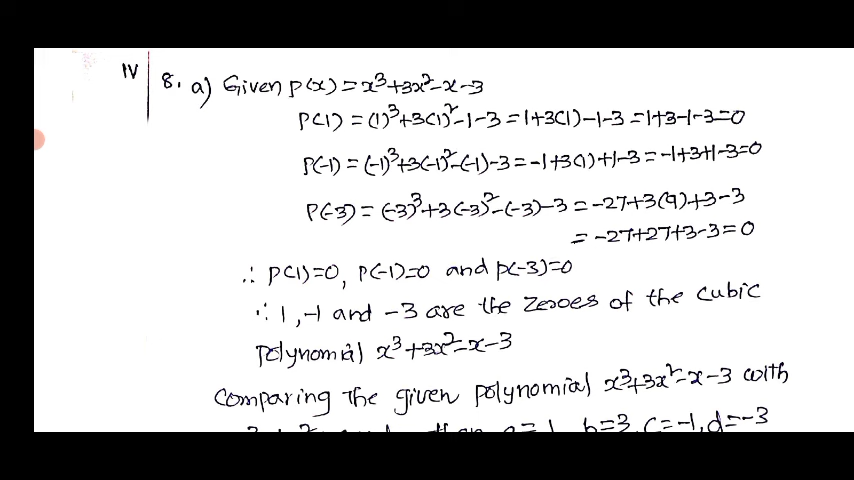 IV 8. a) Given p(x) = x³+3x²-x-3
P(1) = (1)³+3(1)²-1-3 = 1+3(1)-1-3 = 1+3-1-3=0
P(-1) = (-1)³+3(-1)²-(-1)-3 = -1+3(1)+1-3 = -1+3+1-3=0
P(-3) = (-3)³+3(-3)²-(-3)-3 = -27+3(9)+3-3
= -27+27+3-3=0
∴ P(1)=0, P(-1)=0 and p(-3)=0
∵ 1, -1 and -3 are the zeroes of the cubic
polynomial x³+3x²-x-3
comparing the given polynomial x³+3x²-x-3 with
a=1, b=3, c=-1, d=-3